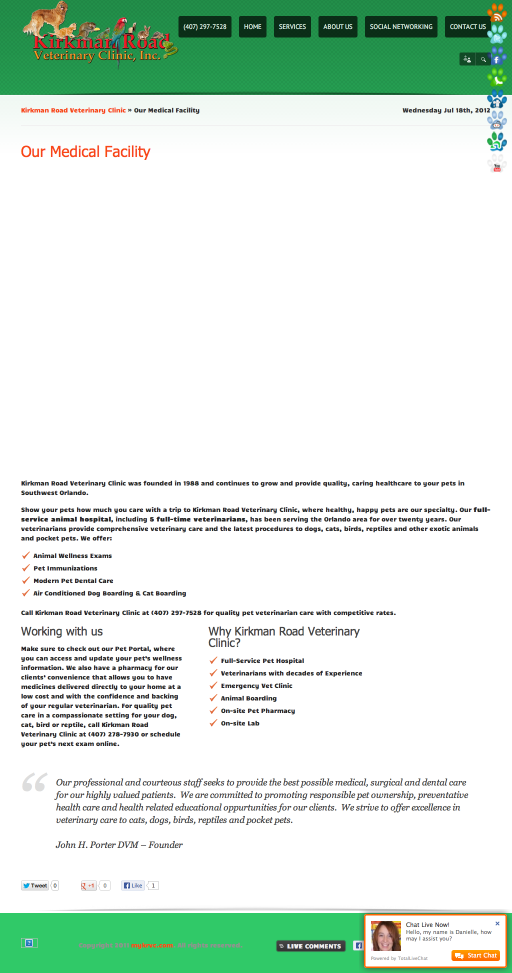 Kirkman Road
Veterinary Clinic, Inc.
(407) 297-7528
HOME
SERVICES
ABOUT US
SOCIAL NETWORKING
CONTACT US
Kirkman Road Veterinary Clinic » Our Medical Facility
Wednesday Jul 18th, 2012
Our Medical Facility
Kirkman Road Veterinary Clinic was founded in 1988 and continues to grow and provide quality, caring healthcare to your pets in
Southwest Orlando.
Show your pets how much you care with a trip to Kirkman Road Veterinary Clinic, where healthy, happy pets are our specialty. Our full-
service animal hospital, including 5 full-time veterinarians, has been serving the Orlando area for over twenty years. Our
veterinarians provide comprehensive veterinary care and the latest procedures to dogs, cats, birds, reptiles and other exotic animals
and pocket pets. We offer:
Animal Wellness Exams
Pet Immunizations
Modern Pet Dental Care
Air Conditioned Dog Boarding & Cat Boarding
Call Kirkman Road Veterinary Clinic at (407) 297-7528 for quality pet veterinarian care with competitive rates.
Working with us
Make sure to check out our Pet Portal, where
you can access and update your pet's wellness
information. We also have a pharmacy for our
clients' convenience that allows you to have
medicines delivered directly to your home at a
low cost and with the confidence and backing
of your regular veterinarian. For quality pet
care in a compassionate setting for your dog,
cat, bird or reptile, call Kirkman Road
Veterinary Clinic at (407) 278-7930 or schedule
your pet's next exam online.
Why Kirkman Road Veterinary
Clinic?
Full-Service Pet Hospital
Veterinarians with decades of Experience
Emergency Vet Clinic
Animal Boarding
On-site Pet Pharmacy
On-site Lab
Our professional and courteous staff seeks to provide the best possible medical, surgical and dental care
for our highly valued patients. We are committed to promoting responsible pet ownership, preventative
health care and health related educational oppurtunities for our clients. We strive to offer excellence in
veterinary care to cats, dogs, birds, reptiles and pocket pets.
John H. Porter DVM – Founder
Tweet 0
+1 0
Like 1
LIVE COMMENTS
Chat Live Now!
Hello, my name is Danielle, how
may I assist you?
Powered by TotalLiveChat
Start Chat